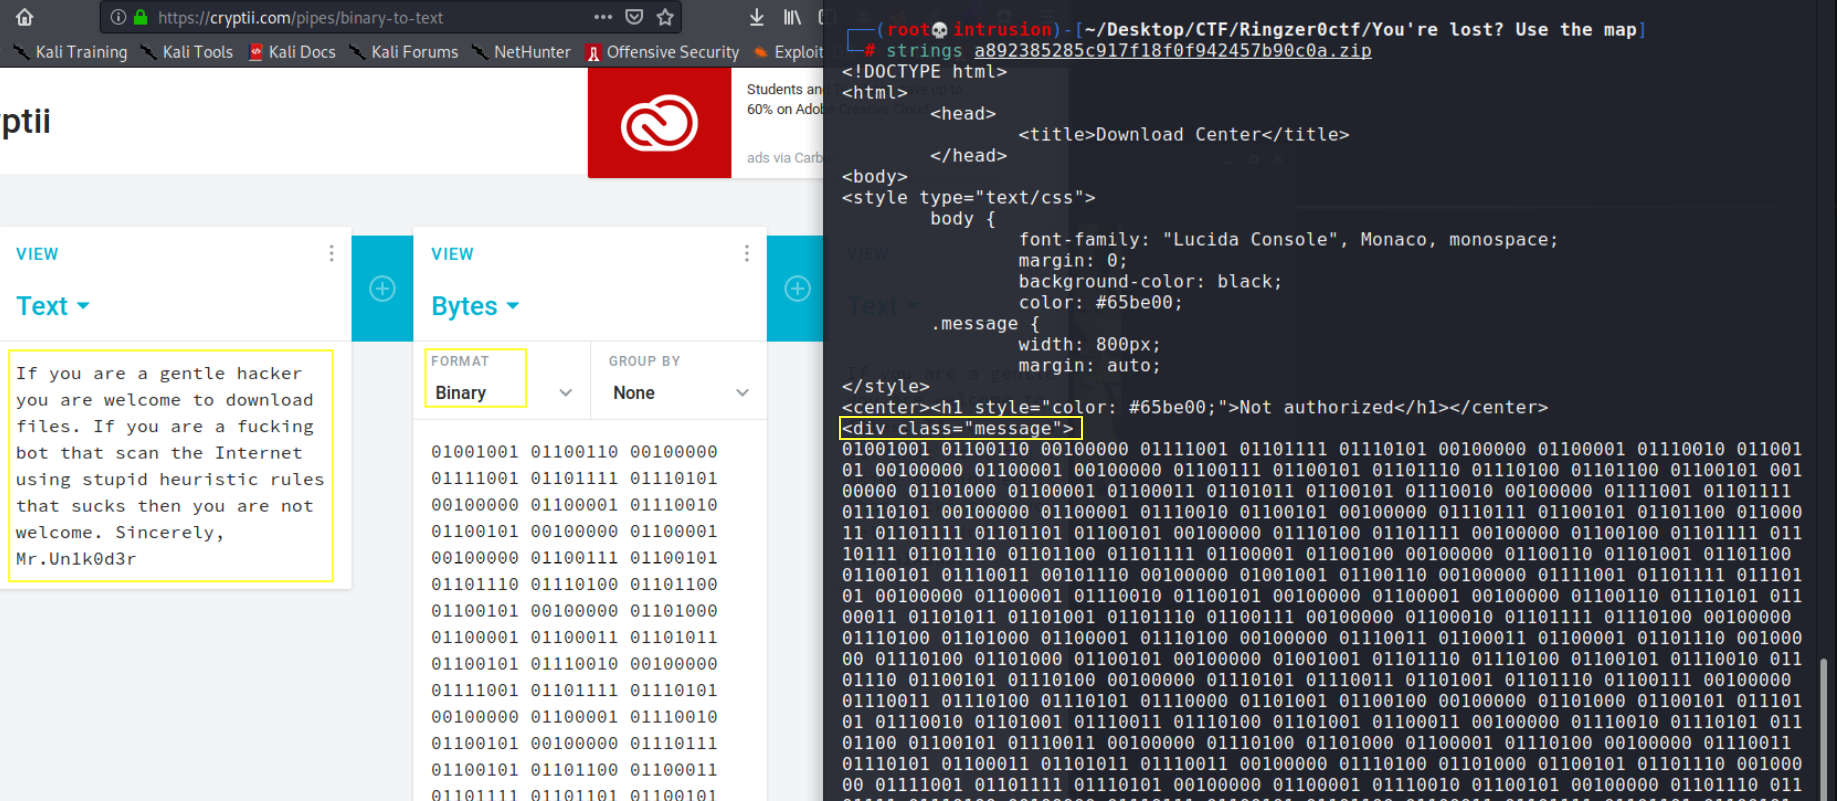 https://cryptii.com/pipes/binary-to-text
Kali Training
Kali Tools
Kali Docs
Kali Forums
NetHunter
Offensive Security
Exploit-
ptii
Students and
ave up to
60% on Adobe Creative Cloud
ads via Carbon
VIEW
Text
If you are a gentle hacker
you are welcome to download
files. If you are a fucking
bot that scan the Internet
using stupid heuristic rules
that sucks then you are not
welcome. Sincerely,
Mr.Un1k0d3r
VIEW
Bytes
FORMAT
Binary
GROUP BY
None
01001001 01100110 00100000
01111001 01101111 01110101
00100000 01100001 01110010
01100101 00100000 01100001
00100000 01100111 01100101
01101110 01110100 01101100
01100101 00100000 01101000
01100001 01100011 01101011
01100101 01110010 00100000
01111001 01101111 01110101
00100000 01100001 01110010
01100101 00100000 01110111
01100101 01101100 01100011
01101111 01101101 01100101
VIEW
Text
(root💀intrusion)-[~/Desktop/CTF/Ringzer0ctf/You're lost? Use the map]
# strings a892385285c917f18f0f942457b90c0a.zip
<!DOCTYPE html>
<html>
<head>
<title>Download Center</title>
</head>
<body>
<style type="text/css">
body {
font-family: "Lucida Console", Monaco, monospace;
margin: 0;
background-color: black;
color: #65be00;
.message {
width: 800px;
margin: auto;
</style>
<center><h1 style="color: #65be00;">Not authorized</h1></center>
<div class="message">
01001001 01100110 00100000 01111001 01101111 01110101 00100000 01100001 01110010 011001
01 00100000 01100001 00100000 01100111 01100101 01101110 01110100 01101100 01100101 001
00000 01101000 01100001 01100011 01101011 01100101 01110010 00100000 01111001 01101111
01110101 00100000 01100001 01110010 01100101 00100000 01110111 01100101 01101100 011000
11 01101111 01101101 01100101 00100000 01110100 01101111 00100000 01100100 01101111 011
10111 01101110 01101100 01101111 01100001 01100100 00100000 01100110 01101001 01101100
01100101 01110011 00101110 00100000 01001001 01100110 00100000 01111001 01101111 011101
01 00100000 01100001 01110010 01100101 00100000 01100001 00100000 01100110 01110101 011
00011 01101011 01101001 01101110 01100111 00100000 01100010 01101111 01110100 00100000
01110100 01101000 01100001 01110100 00100000 01110011 01100011 01100001 01101110 001000
00 01110100 01101000 01100101 00100000 01001001 01101110 01110100 01100101 01110010 011
01110 01100101 01110100 00100000 01110101 01110011 01101001 01101110 01100111 00100000
01110011 01110100 01110101 01110000 01101001 01100100 00100000 01101000 01100101 011101
01 01110010 01101001 01110011 01110100 01101001 01100011 00100000 01110010 01110101 011
01100 01100101 01110011 00100000 01110100 01101000 01100001 01110100 00100000 01110011
01110101 01100011 01101011 01110011 00100000 01110100 01101000 01100101 01101110 001000
00 01111001 01101111 01110101 00100000 01100001 01110010 01100101 00100000 01101110 011